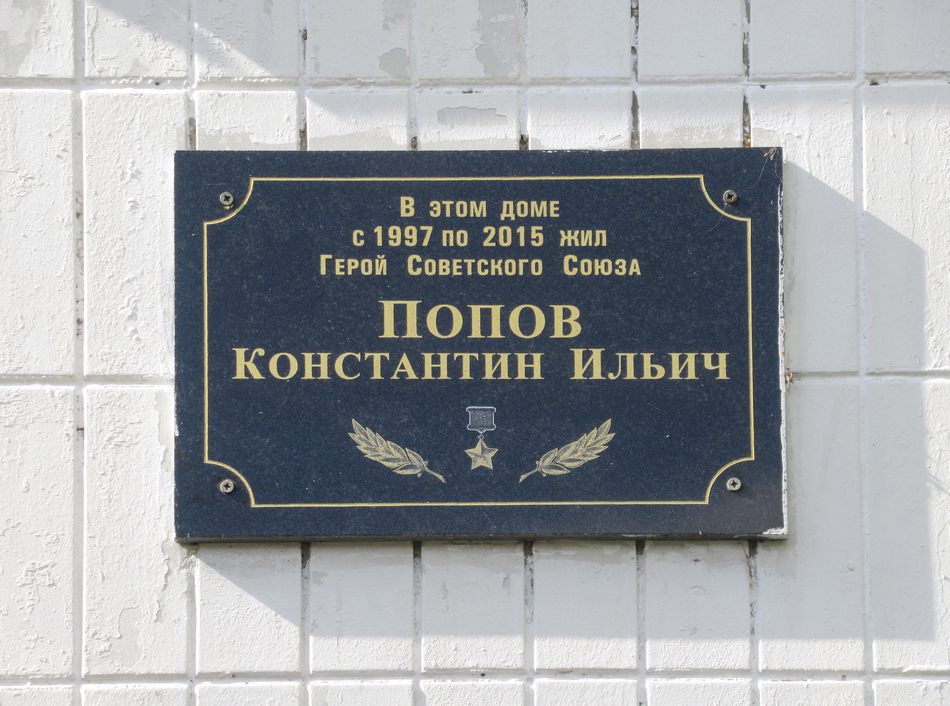 В этом доме
с 1997 по 2015 жил
Герой Советского Союза
Попов
Константин Ильич